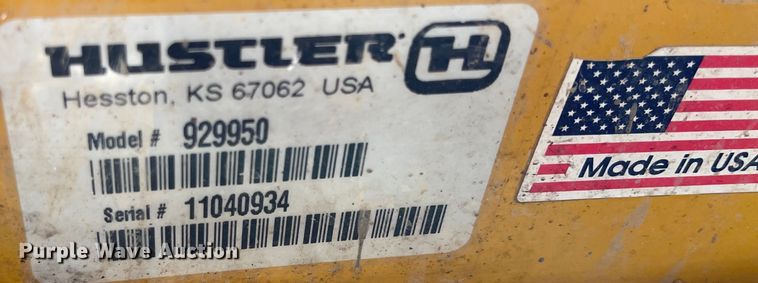 HUSTLER H
Hesston, KS 67062 USA
Model # 929950
Serial # 11040934
Made in USA
Purple Wave Auction